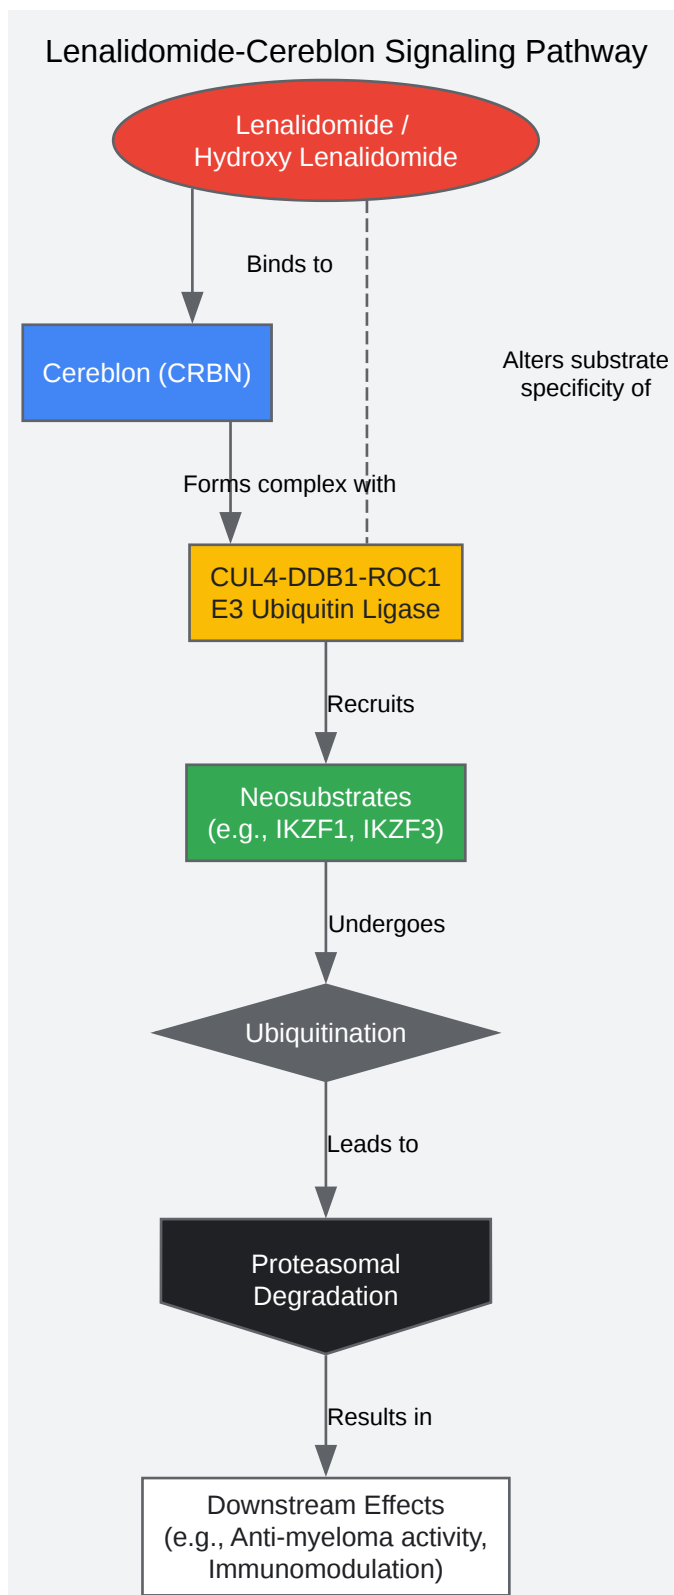 Lenalidomide-Cereblon Signaling Pathway
Lenalidomide /
Hydroxy Lenalidomide
Binds to
Cereblon (CRBN)
Alters substrate
specificity of
Forms complex with
CUL4-DDB1-ROC1
E3 Ubiquitin Ligase
Recruits
Neosubstrates
(e.g., IKZF1, IKZF3)
Undergoes
Ubiquitination
Leads to
Proteasomal
Degradation
Results in
Downstream Effects
(e.g., Anti-myeloma activity,
Immunomodulation)